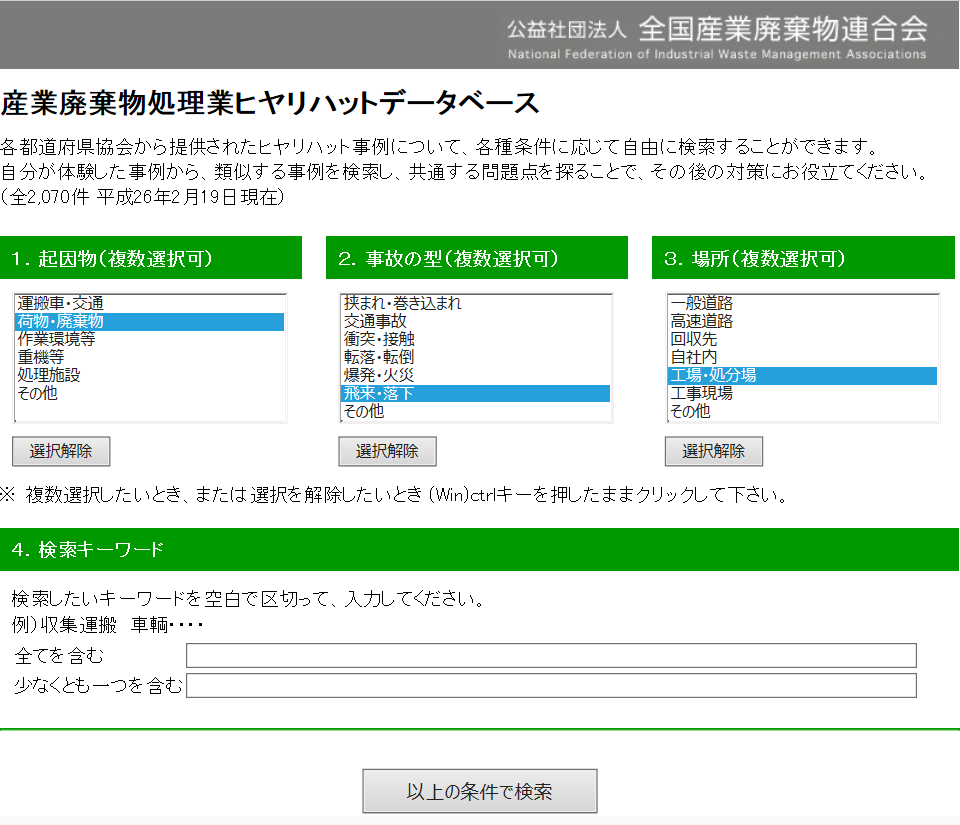 公益社団法人 全国産業廃棄物連合会
National Federation of Industrial Waste Management Associations
産業廃棄物処理業ヒヤリハットデータベース
各都道府県協会から提供されたヒヤリハット事例について、各種条件に応じて自由に検索することができます。
自分が体験した事例から、類似する事例を検索し、共通する問題点を探ることで、その後の対策にお役立てください。
(全2,070件 平成26年2月19日現在)
1. 起因物(複数選択可)
運搬車・交通
荷物・廃棄物
作業環境等
重機等
処理施設
その他
選択解除
2. 事故の型(複数選択可)
挟まれ・巻き込まれ
交通事故
衝突・接触
転落・転倒
爆発・火災
飛来・落下
その他
選択解除
3. 場所(複数選択可)
一般道路
高速道路
回収先
自社内
工場・処分場
工事現場
その他
選択解除
※ 複数選択したいとき、または選択を解除したいとき (Win)ctrlキーを押したままクリックして下さい。
4. 検索キーワード
検索したいキーワードを空白で区切って、入力してください。
例)収集運搬 車輌・・・・
全てを含む
少なくとも一つを含む
以上の条件で検索